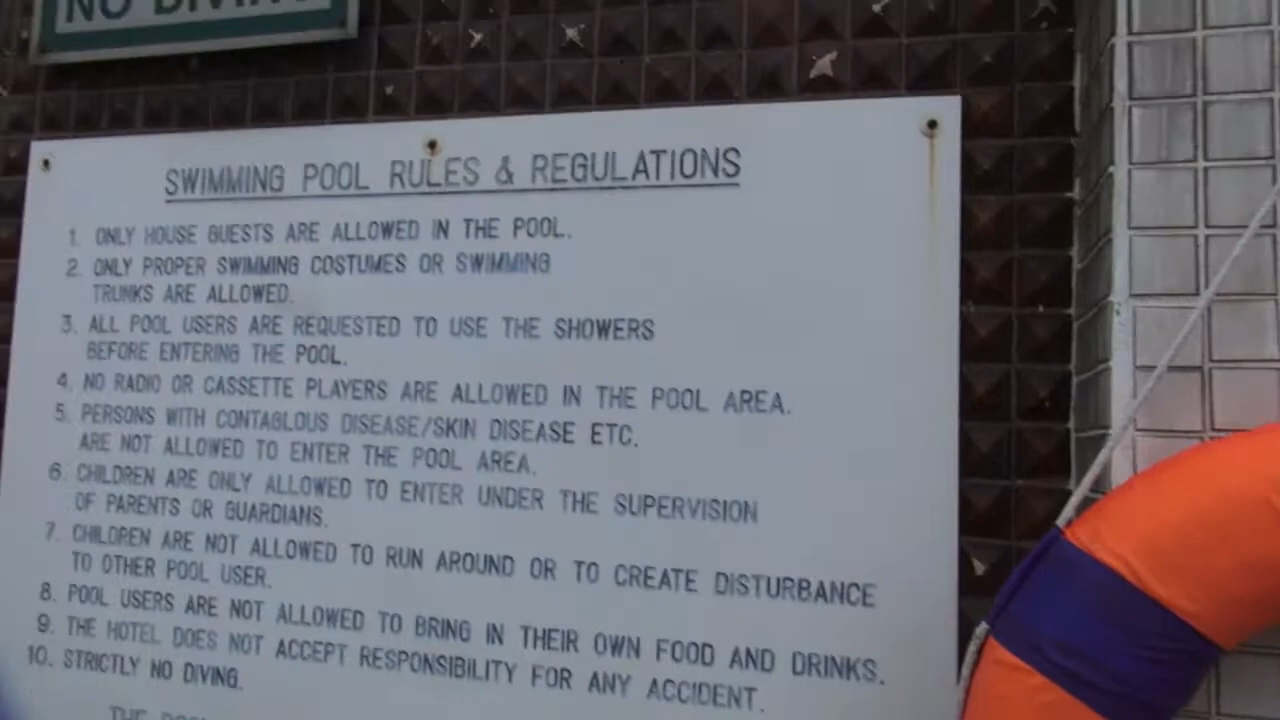 NO DIVING
SWIMMING POOL RULES & REGULATIONS
1. ONLY HOUSE GUESTS ARE ALLOWED IN THE POOL.
2. ONLY PROPER SWIMMING COSTUMES OR SWIMMING
TRUNKS ARE ALLOWED.
3. ALL POOL USERS ARE REQUESTED TO USE THE SHOWERS
BEFORE ENTERING THE POOL.
4. NO RADIO OR CASSETTE PLAYERS ARE ALLOWED IN THE POOL AREA.
5. PERSONS WITH CONTAGLOUS DISEASE/SKIN DISEASE ETC.
ARE NOT ALLOWED TO ENTER THE POOL AREA.
6. CHILDREN ARE ONLY ALLOWED TO ENTER UNDER THE SUPERVISION
OF PARENTS OR GUARDIANS.
7. CHILDREN ARE NOT ALLOWED TO RUN AROUND OR TO CREATE DISTURBANCE
TO OTHER POOL USER.
8. POOL USERS ARE NOT ALLOWED TO BRING IN THEIR OWN FOOD AND DRINKS.
9. THE HOTEL DOES NOT ACCEPT RESPONSIBILITY FOR ANY ACCIDENT.
10. STRICTLY NO DIVING.
THE